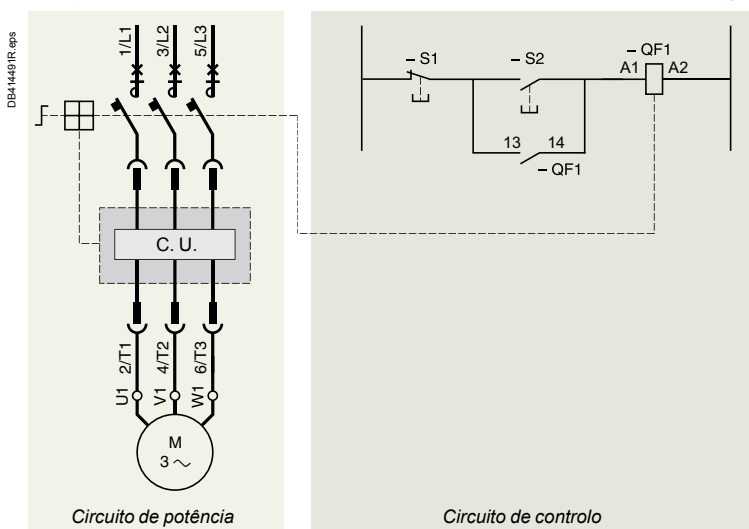 DB414491R.eps
1/L1 3/L2 5/L3
C. U.
2/T1 4/T2 6/T3
U1 V1 W1
M
3 ~
Circuito de potência
– S1
– S2
– QF1
A1 A2
13 14
– QF1
Circuito de controlo